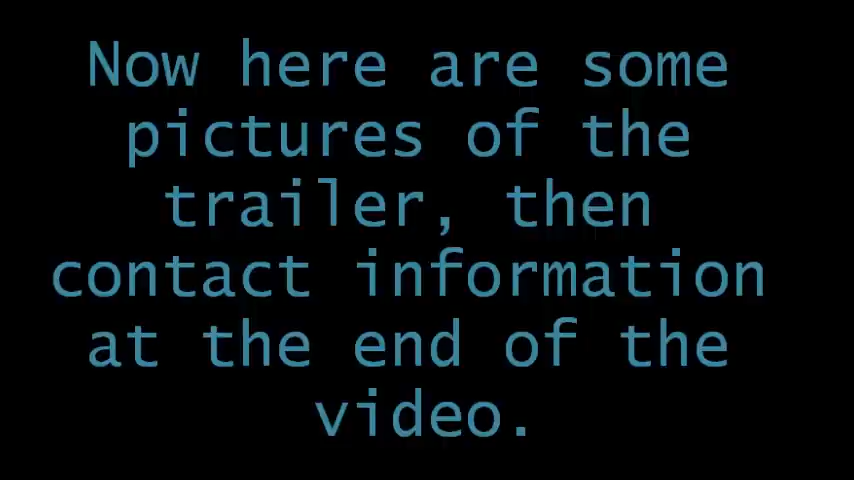 Now here are some
pictures of the
trailer, then
contact information
at the end of the
video.